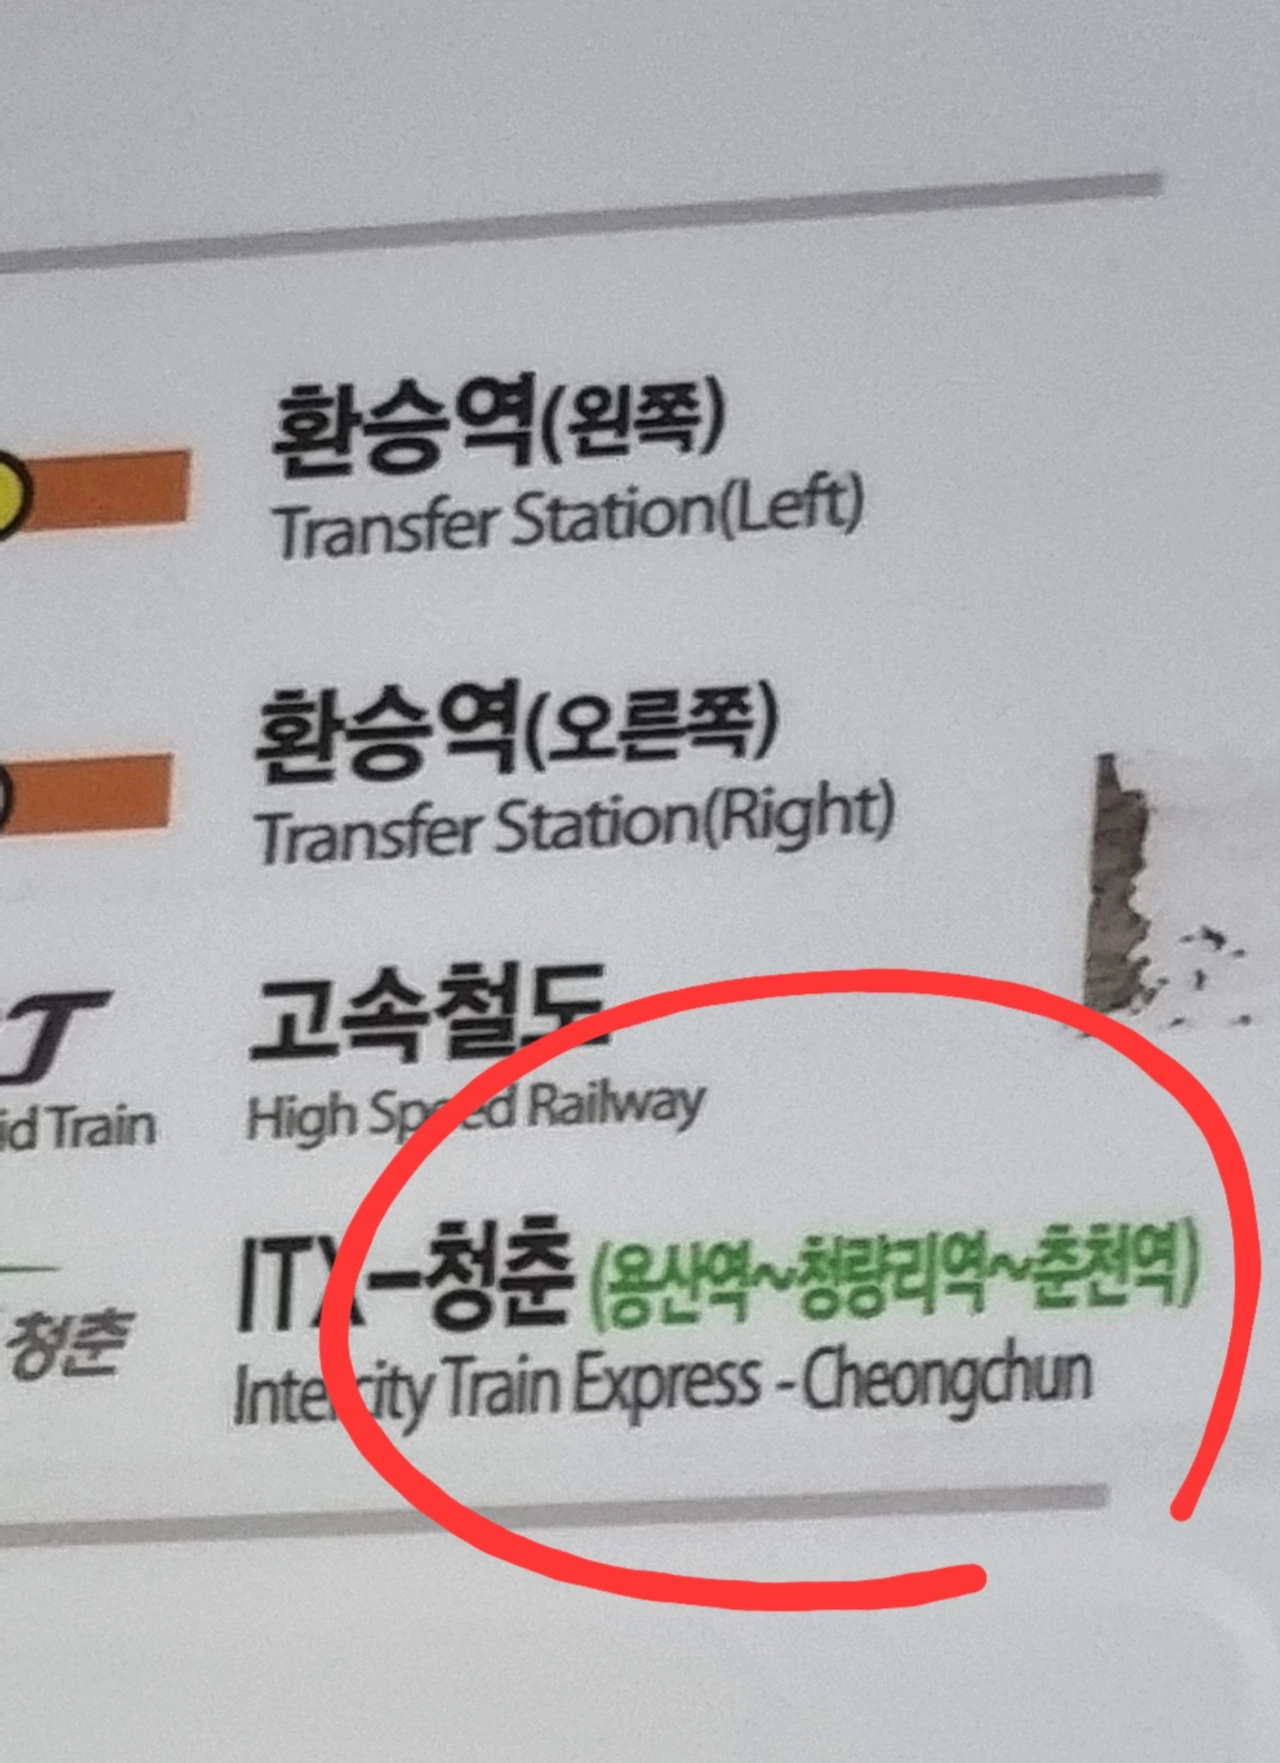 환승역(왼쪽)
Transfer Station(Left)
환승역(오른쪽)
Transfer Station(Right)
고속철도
id Train High Speed Railway
ITX-청춘 (용산역~청량리역~춘천역)
청춘
Intercity Train Express - Cheongchun